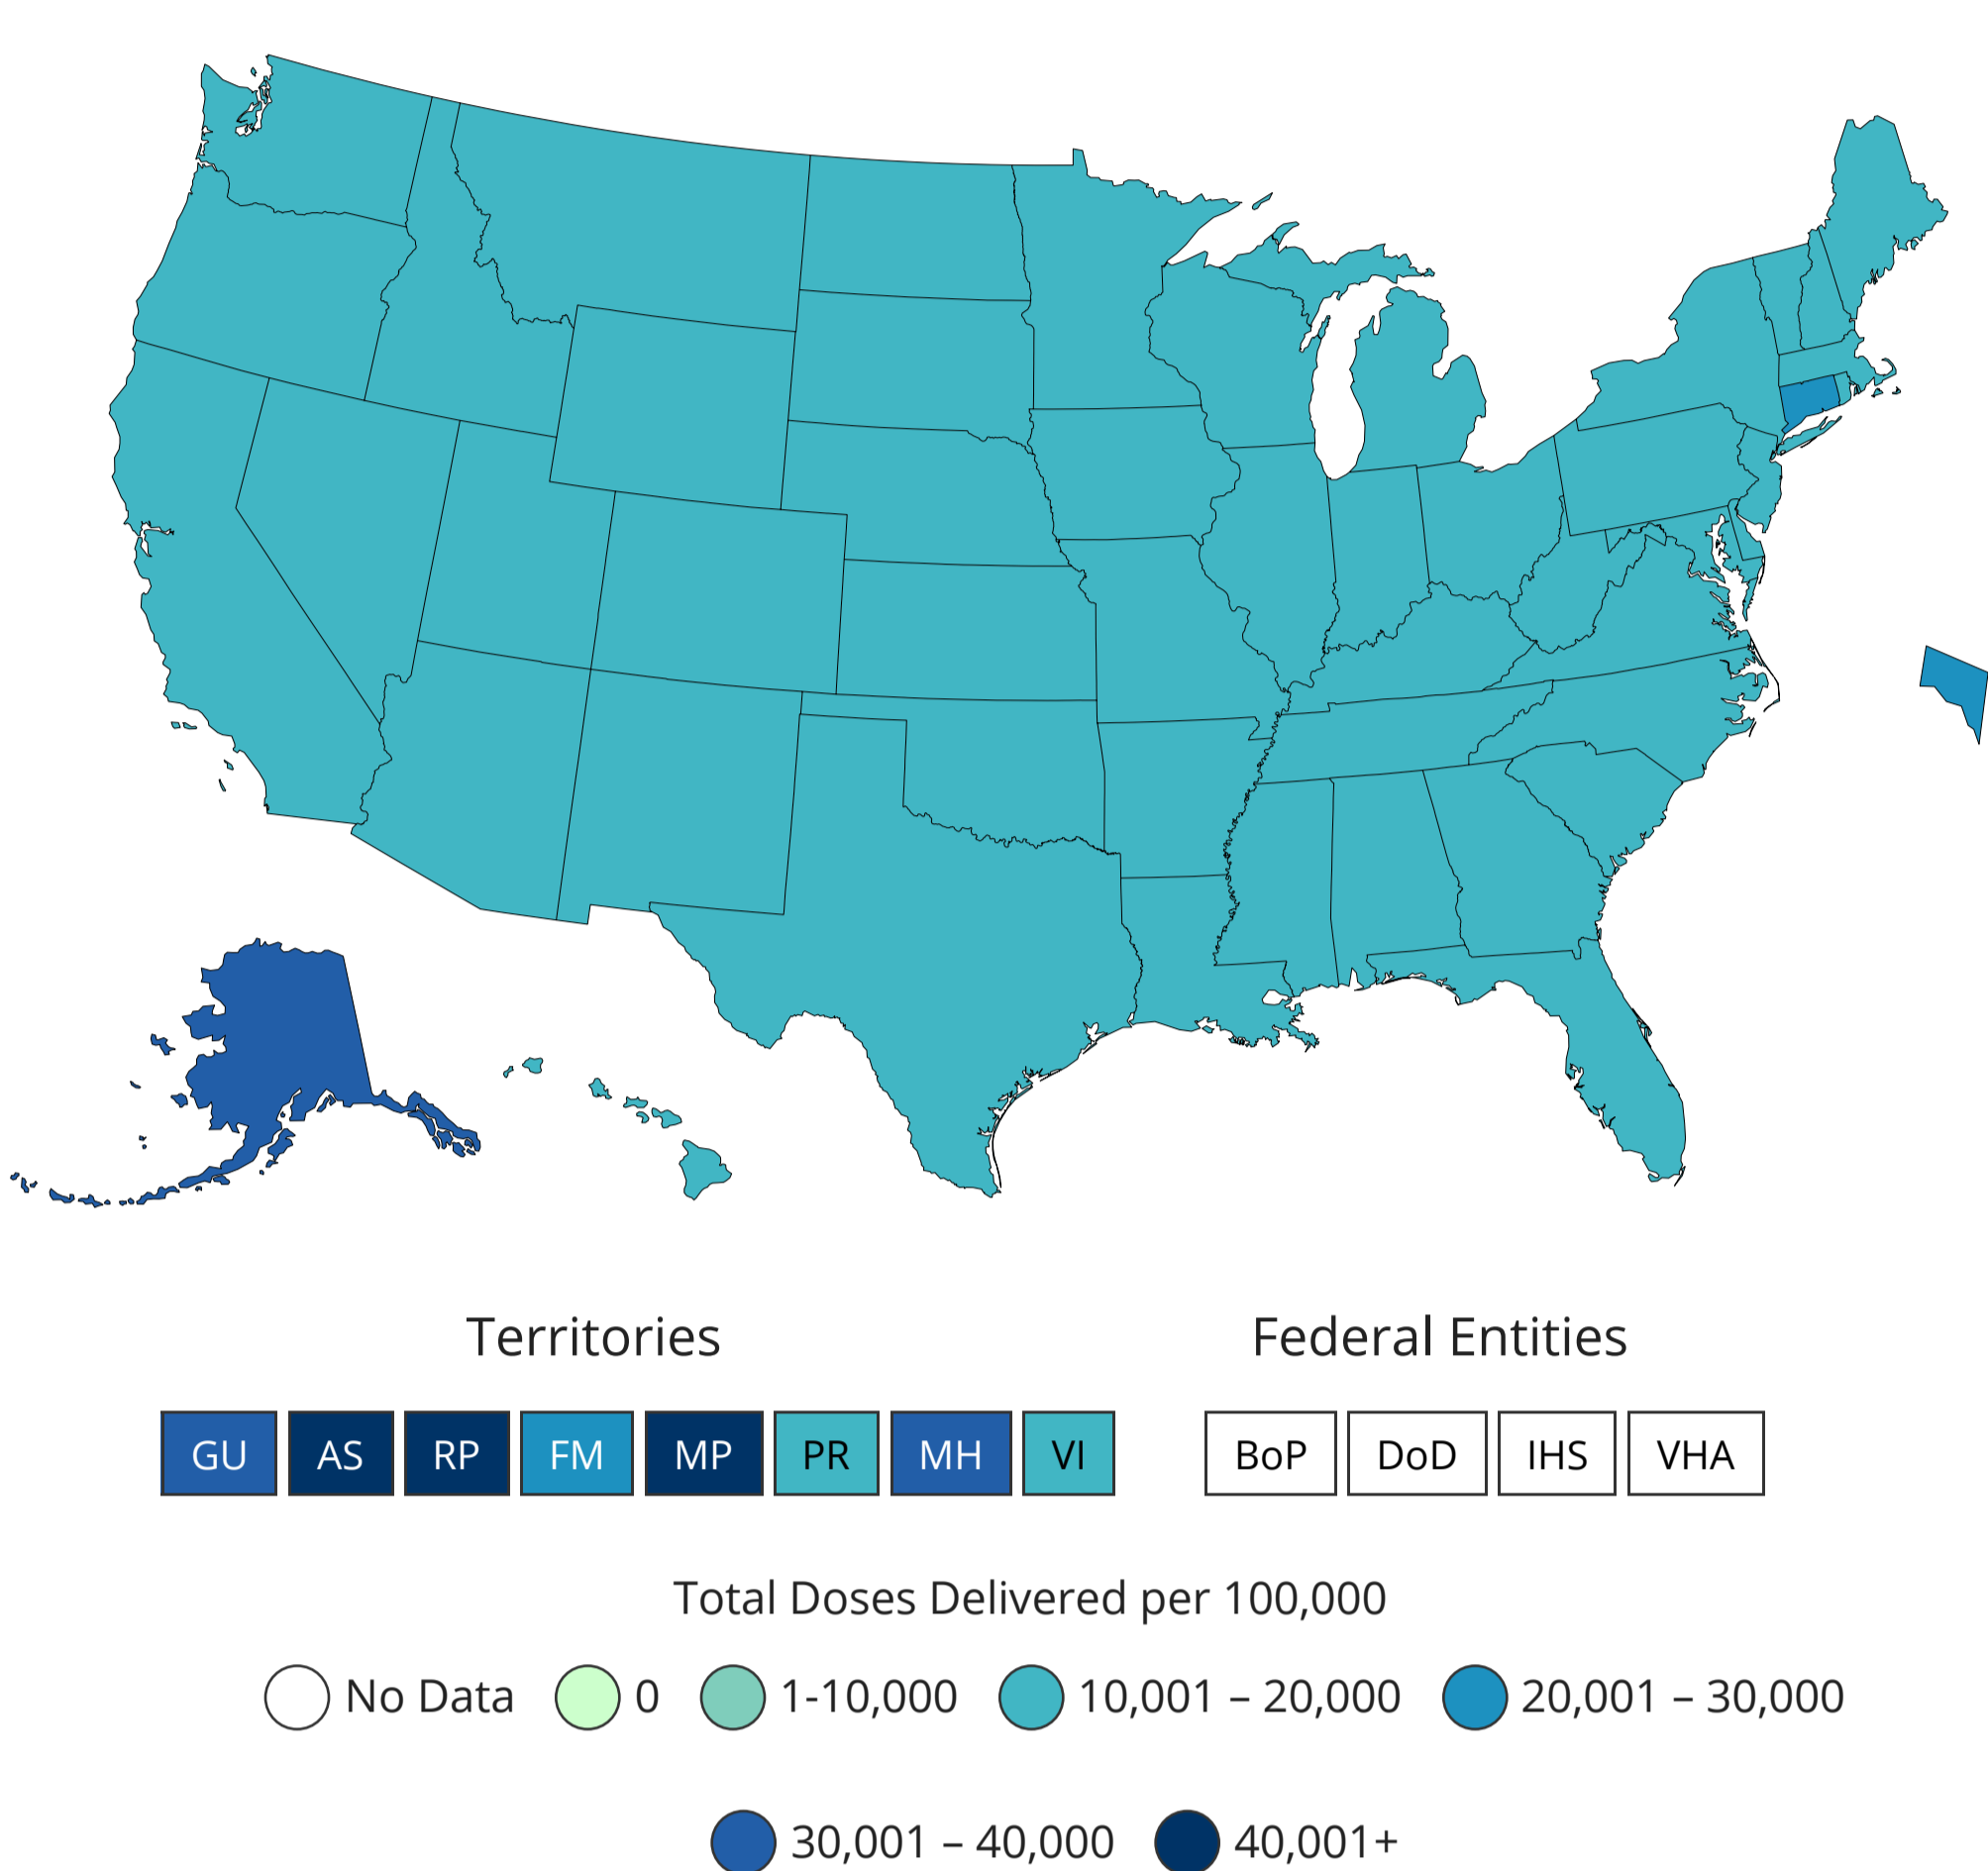 Territories
Federal Entities
GU AS RP FM MP PR MH VI
BoP DoD IHS VHA
Total Doses Delivered per 100,000
No Data 0 1-10,000 10,001 – 20,000 20,001 – 30,000
30,001 – 40,000 40,001+